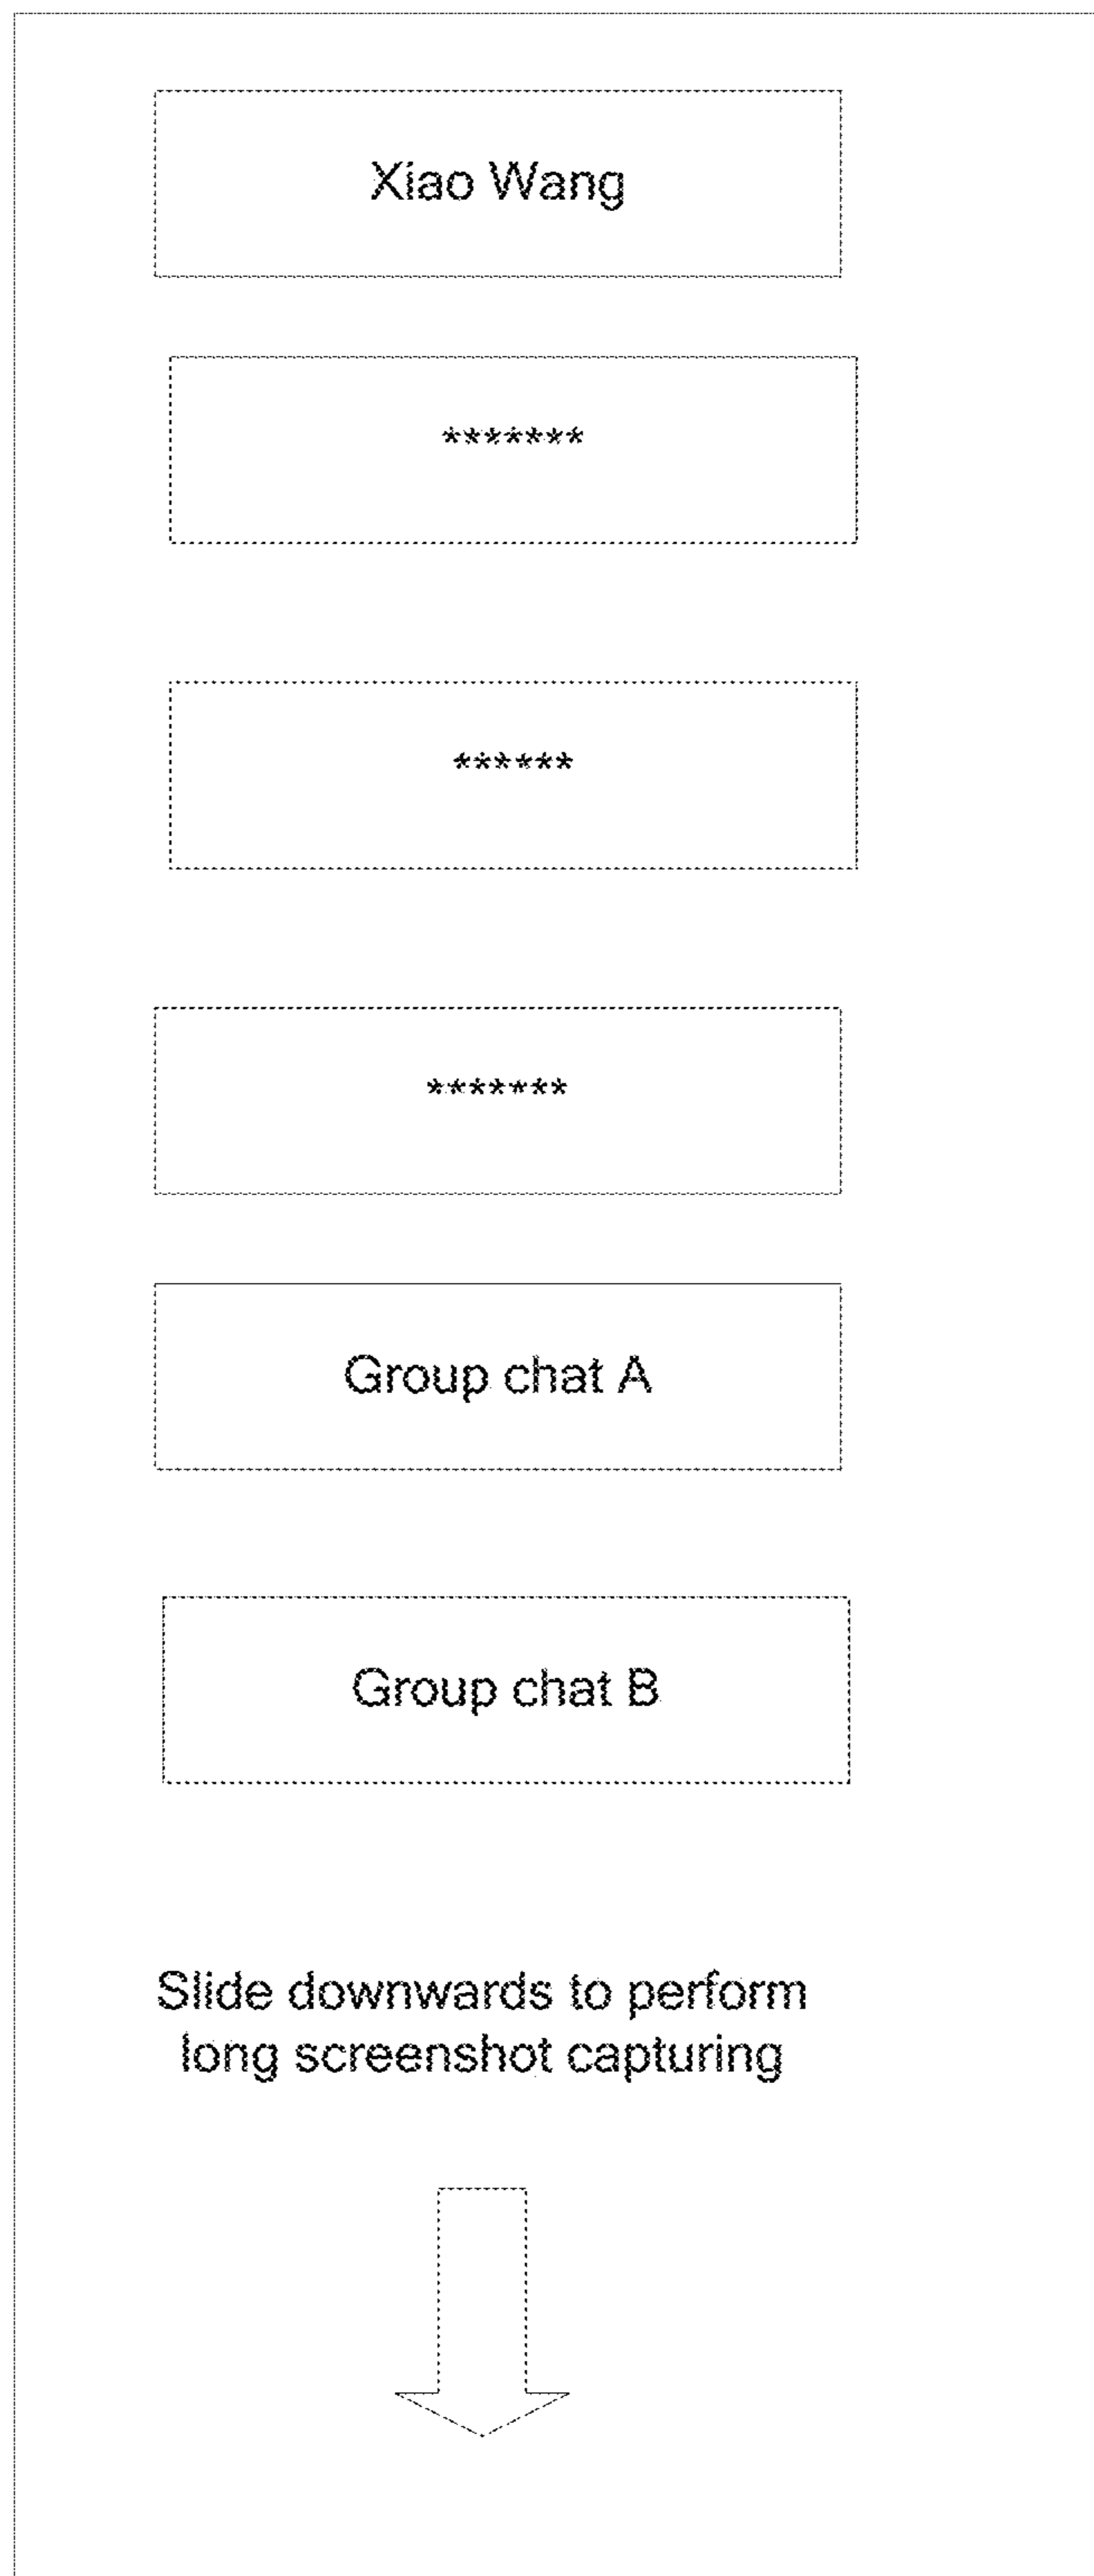 Xiao Wang
*******
******
*******
Group chat A
Group chat B
Slide downwards to perform
long screenshot capturing